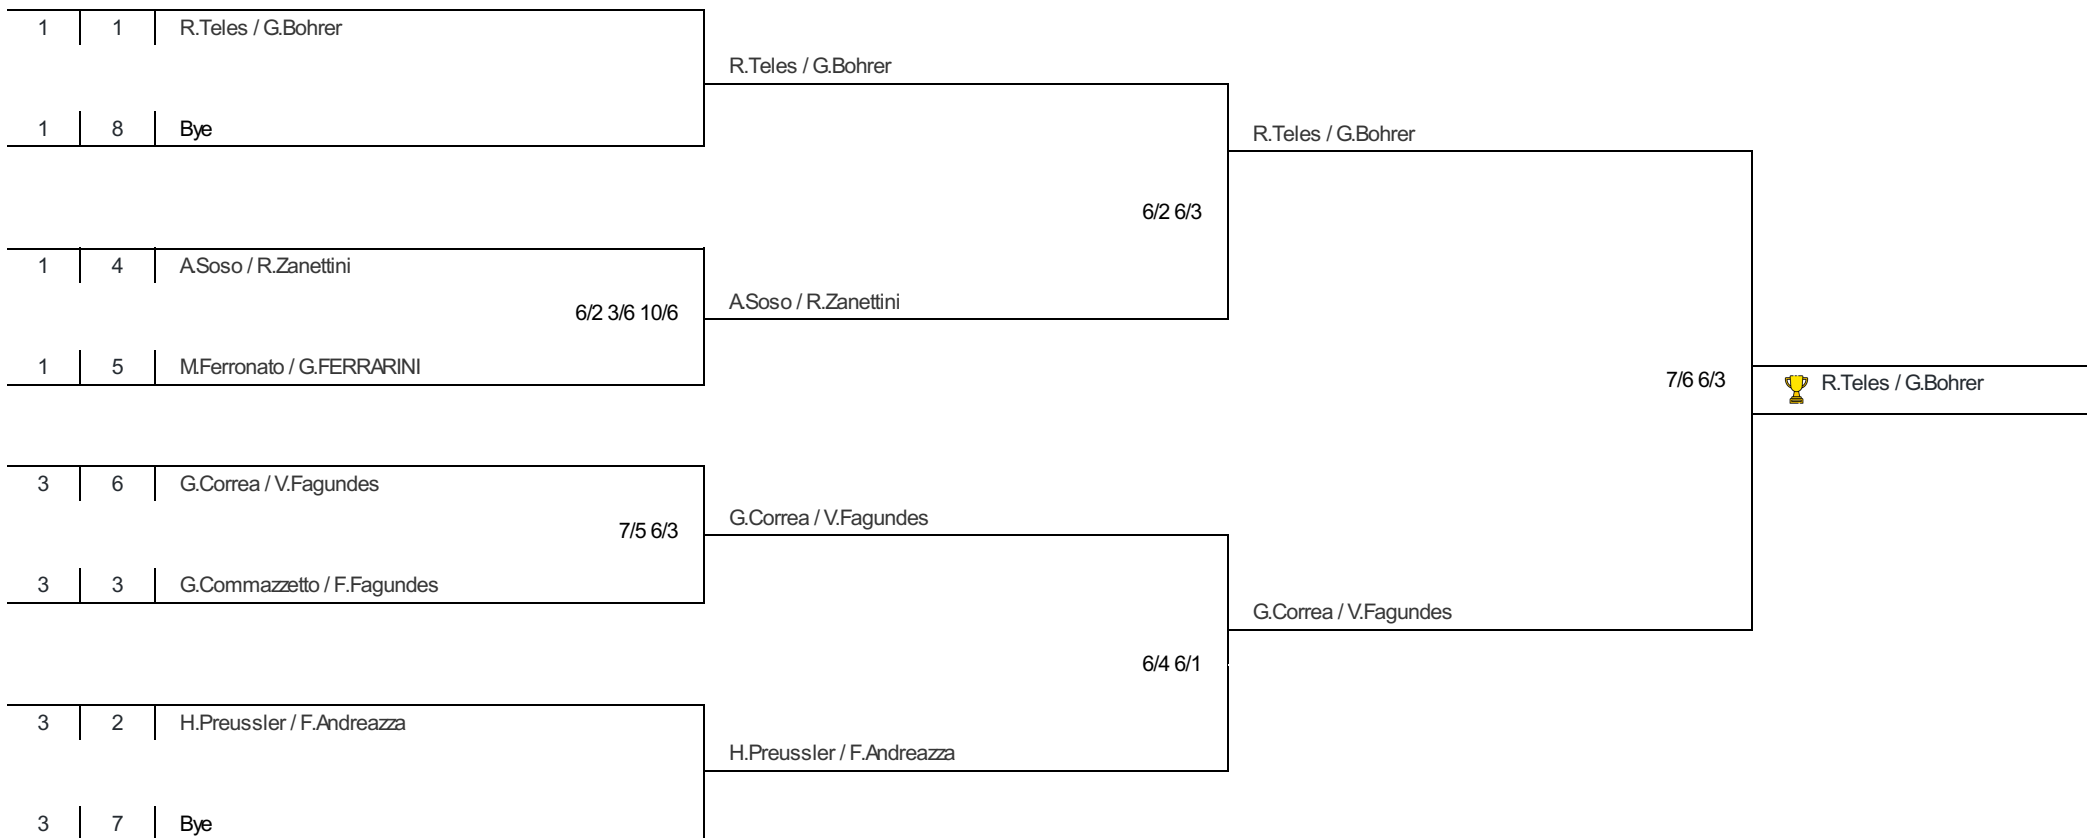 1 1 R.Teles / G.Bohrer
R.Teles / G.Bohrer
1 8 Bye
R.Teles / G.Bohrer
6/2 6/3
1 4 A.Soso / R.Zanettini
A.Soso / R.Zanettini
6/2 3/6 10/6
1 5 M.Ferronato / G.FERRARINI
7/6 6/3
R.Teles / G.Bohrer
3 6 G.Correa / V.Fagundes
G.Correa / V.Fagundes
7/5 6/3
3 3 G.Commazzetto / F.Fagundes
G.Correa / V.Fagundes
6/4 6/1
3 2 H.Preussler / F.Andreazza
H.Preussler / F.Andreazza
3 7 Bye